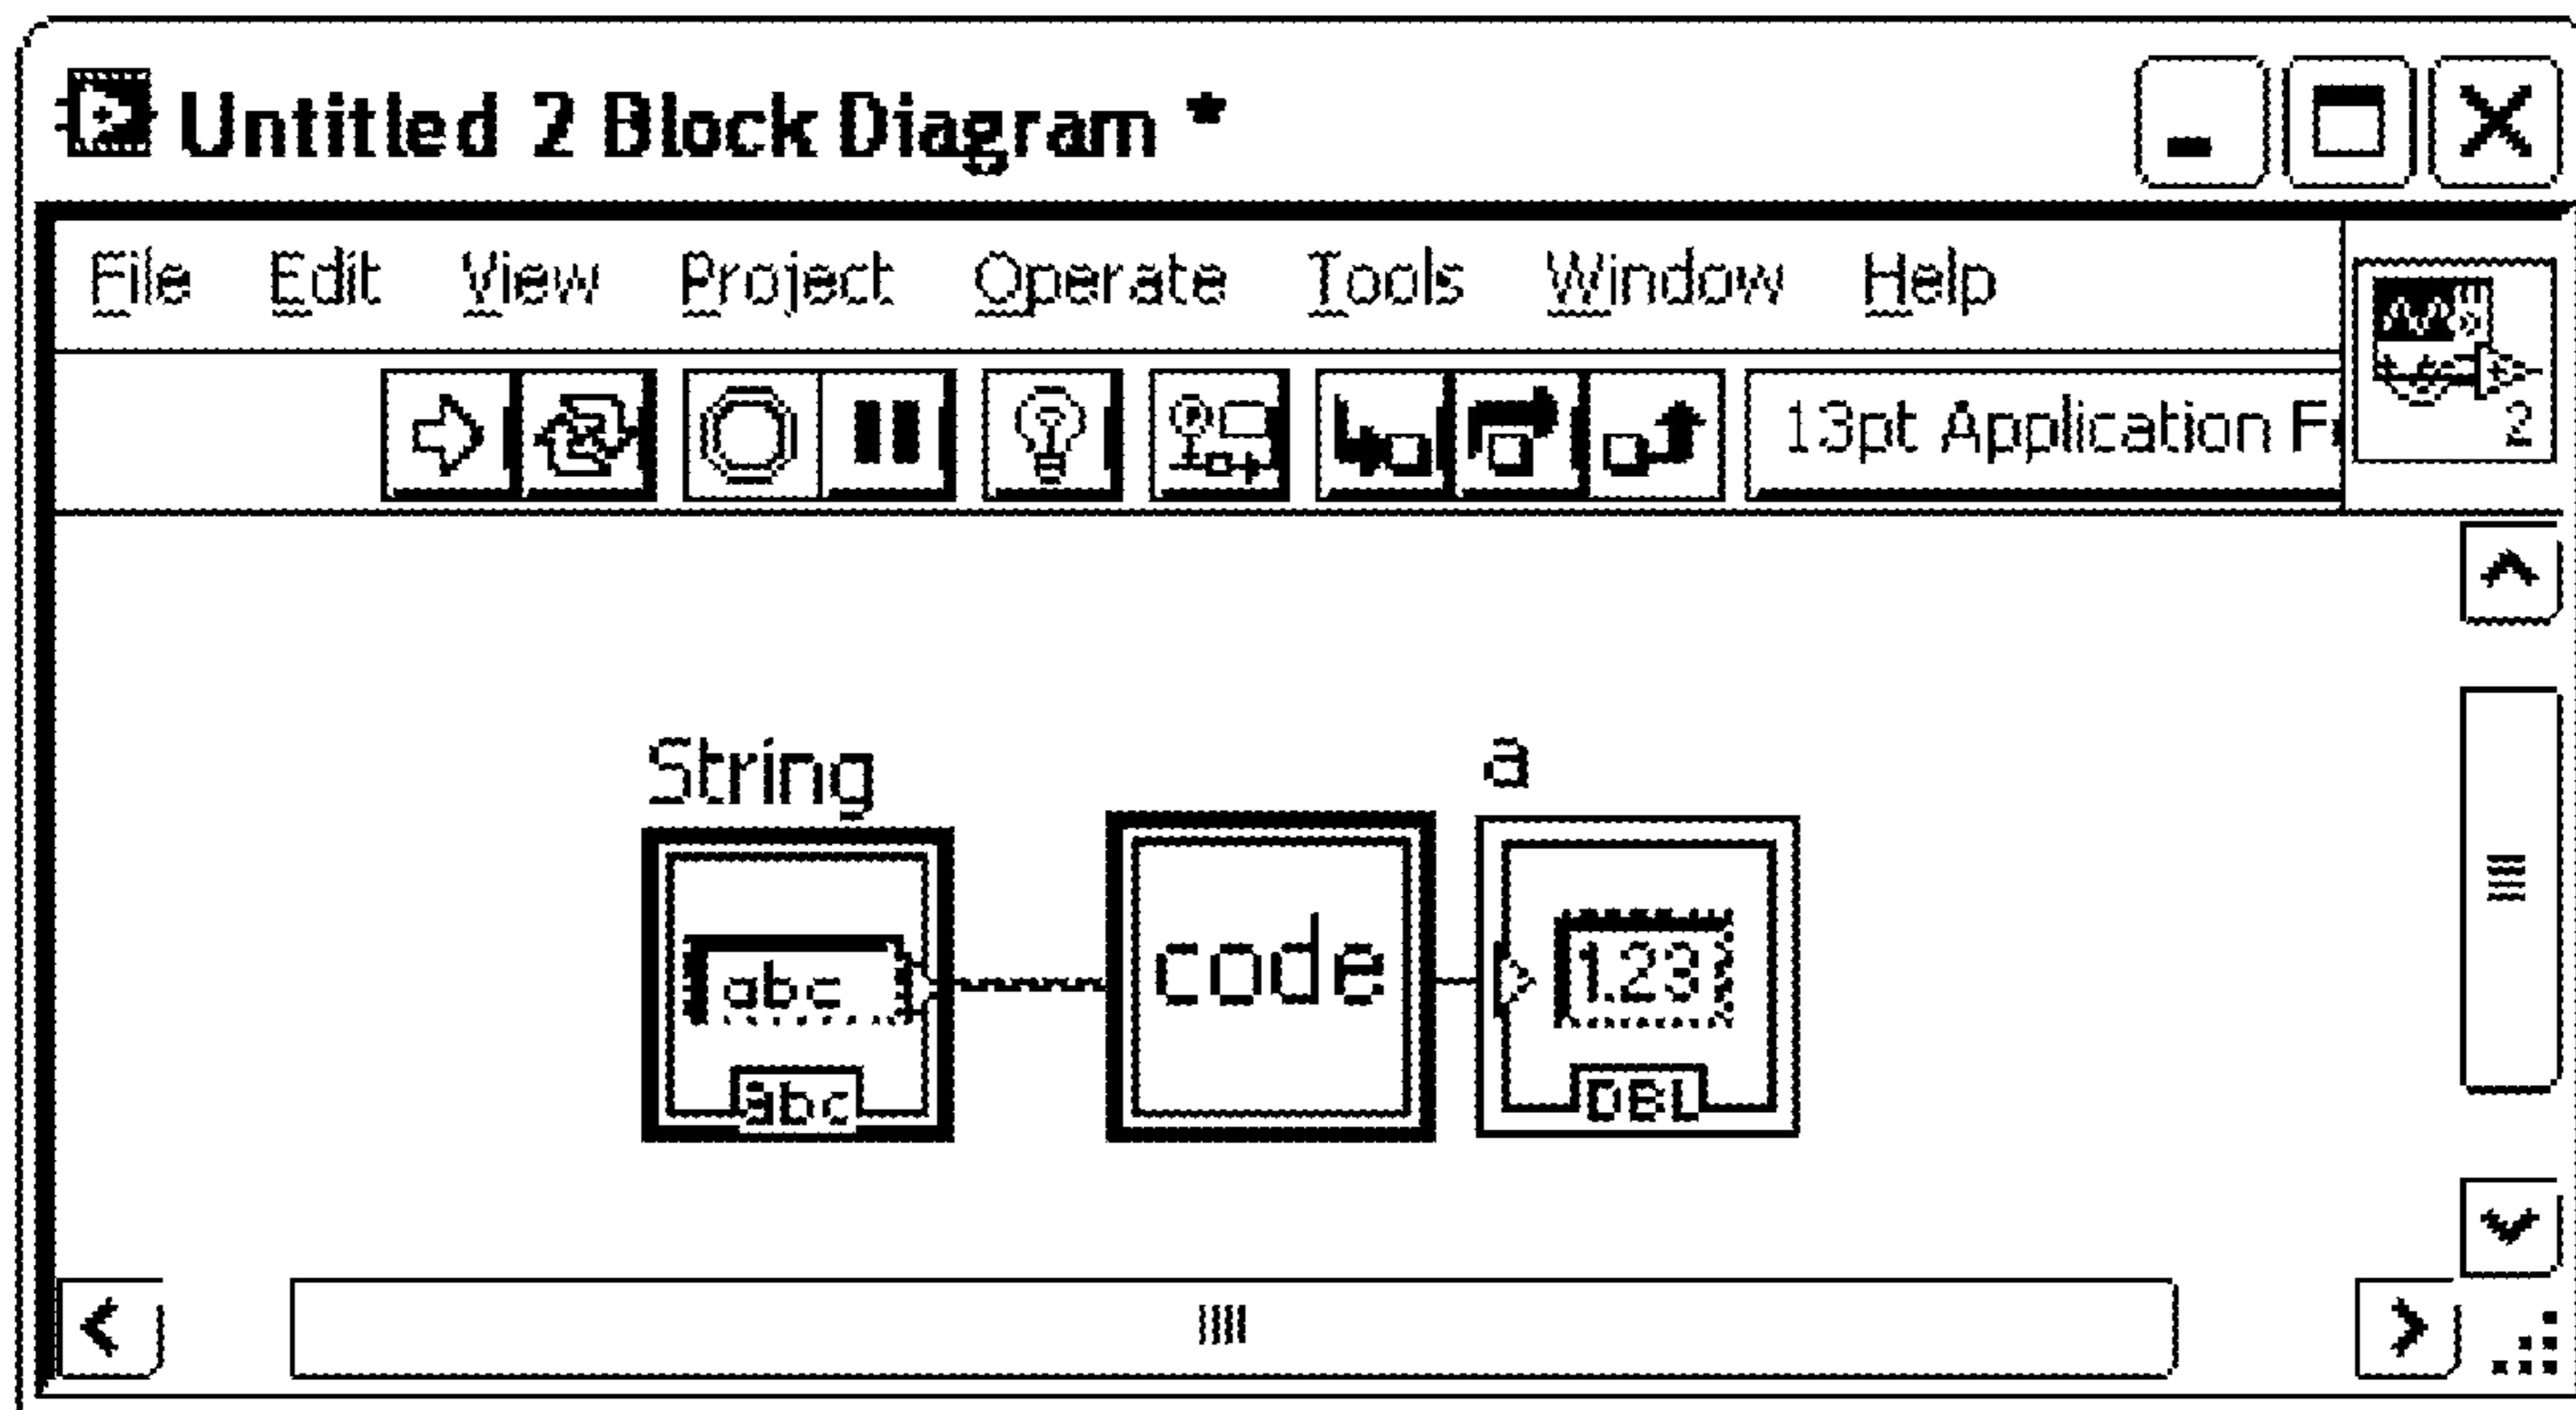 Untitled 2 Block Diagram *
File Edit View Project Operate Tools Window Help
13pt Application F
2
String
a
abc
code
1.23
abc
DBL